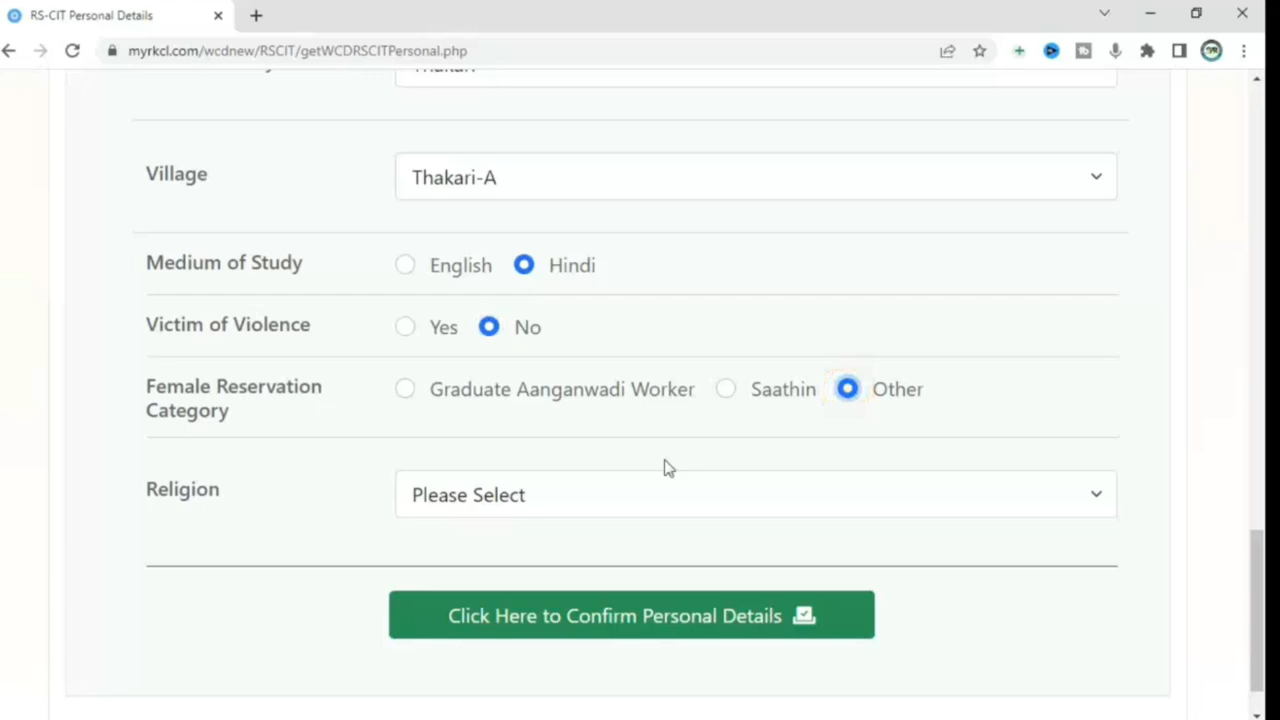 RS-CIT Personal Details
myrkcl.com/wcdnew/RSCIT/getWCDRSCITPersonal.php
Village
Thakari-A
Medium of Study
English Hindi
Victim of Violence
Yes No
Female Reservation
Category
Graduate Aanganwadi Worker Saathin Other
Religion
Please Select
Click Here to Confirm Personal Details